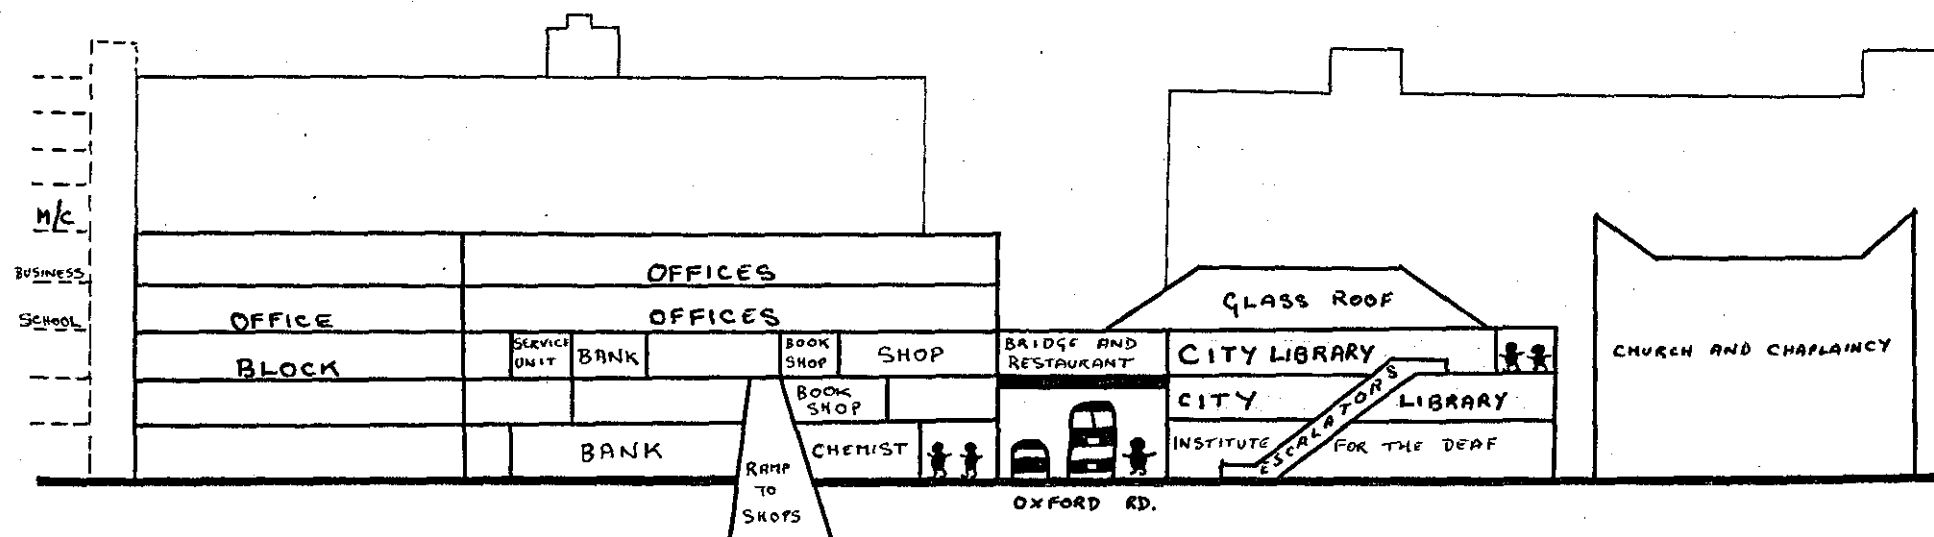 M/C
BUSINESS
SCHOOL
OFFICES
OFFICE
OFFICES
BLOCK
SERVICE
UNIT
BANK
BOOK
SHOP
SHOP
BOOK
SHOP
BANK
CHEMIST
RAMP
TO
SHOPS
BRIDGE AND
RESTAURANT
OXFORD RD.
GLASS ROOF
CITY LIBRARY
CITY LIBRARY
ESCALATORS
INSTITUTE FOR THE DEAF
CHURCH AND CHAPLAINCY